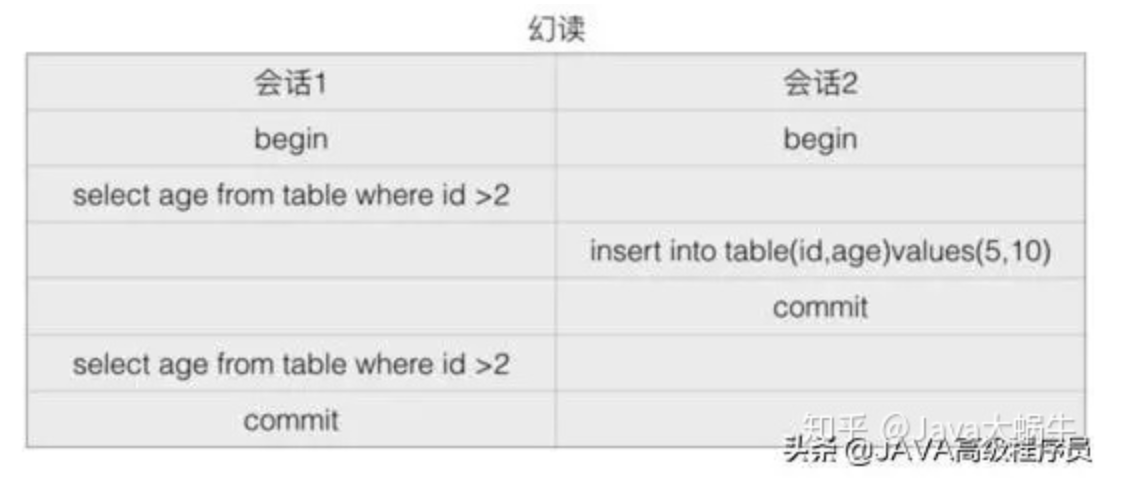 幻读
会话1 会话2
begin begin
select age from table where id >2
insert into table(id,age)values(5,10)
commit
select age from table where id >2
commit
知乎 @Java大蜗牛
头条 @JAVA高级程序员